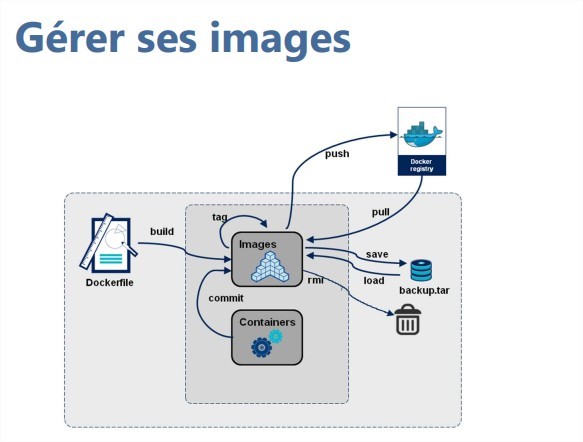 Gérer ses images
Docker
registry
push
pull
tag
build
Images
save
load
rmi
backup.tar
Dockerfile
commit
Containers